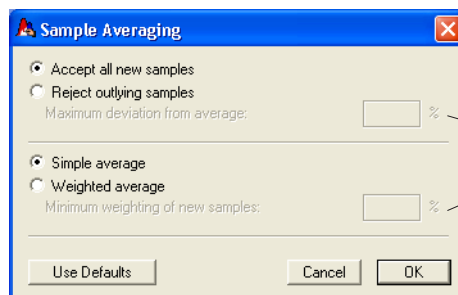 Sample Averaging
Accept all new samples
Reject outlying samples
Maximum deviation from average: %
Simple average
Weighted average
Minimum weighting of new samples: %
Use Defaults Cancel OK